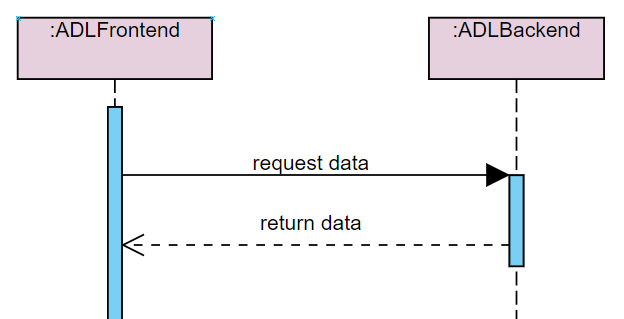 :ADLFrontend
:ADLBackend
request data
return data